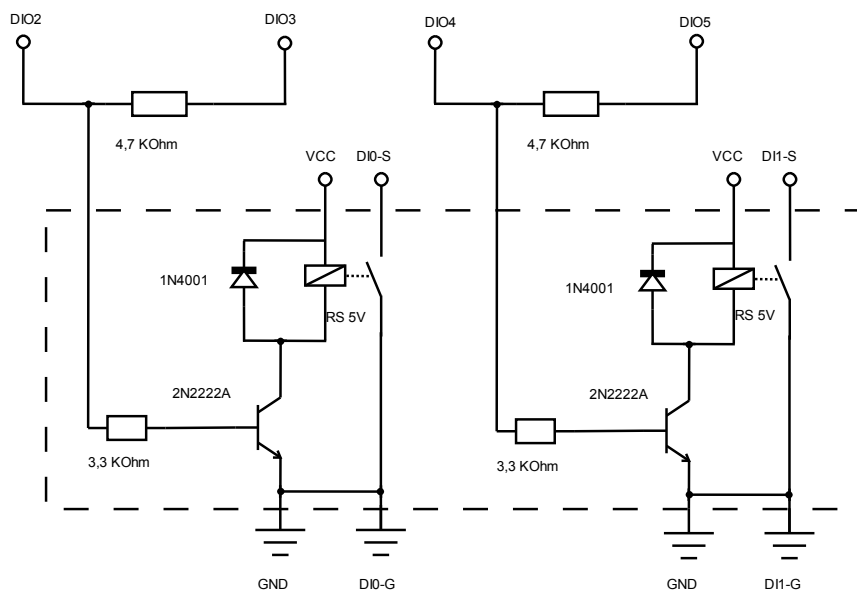 DIO2 DIO3 DIO4 DIO5
4,7 KOhm 4,7 KOhm
VCC DI0-S VCC DI1-S
1N4001 1N4001
RS 5V RS 5V
2N2222A 2N2222A
3,3 KOhm 3,3 KOhm
GND DI0-G GND DI1-G